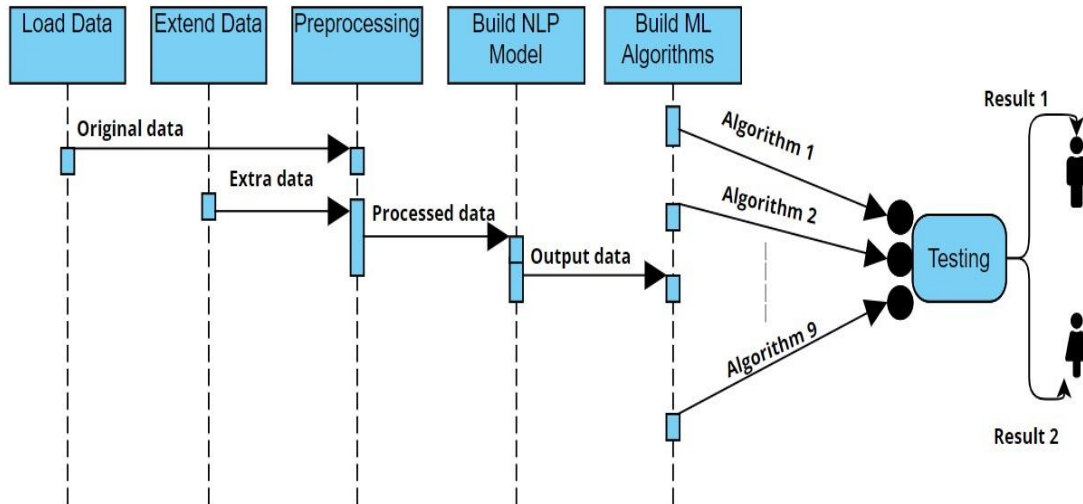 Load Data
Extend Data
Preprocessing
Build NLP
Model
Build ML
Algorithms
Original data
Extra data
Processed data
Output data
Algorithm 1
Algorithm 2
Algorithm 9
Testing
Result 1
Result 2